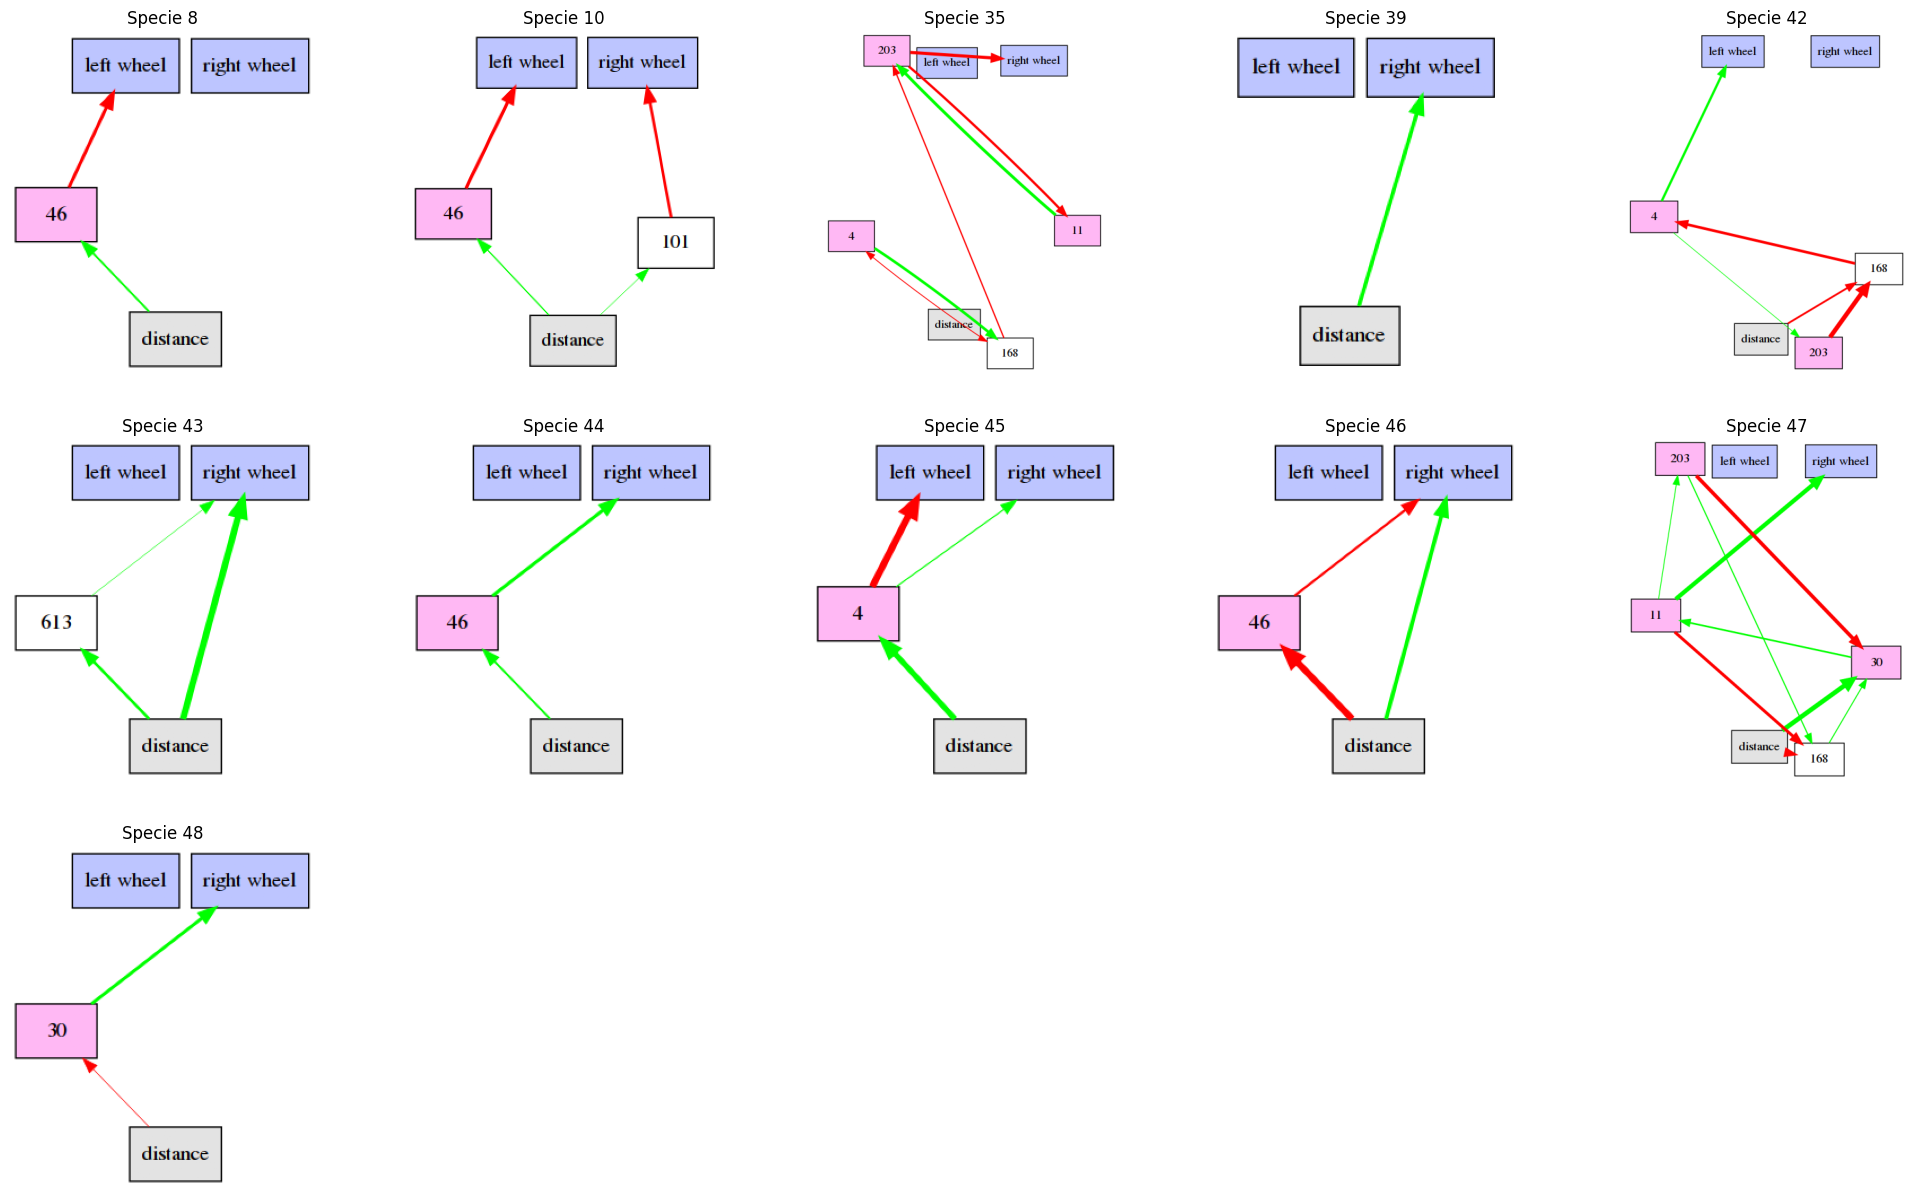 Specie 8
left wheel
right wheel
46
distance
Specie 10
left wheel
right wheel
46
101
distance
Specie 35
203
left wheel
right wheel
4
11
distance
168
Specie 39
left wheel
right wheel
distance
Specie 42
left wheel
right wheel
4
168
distance
203
Specie 43
left wheel
right wheel
613
distance
Specie 44
left wheel
right wheel
46
distance
Specie 45
left wheel
right wheel
4
distance
Specie 46
left wheel
right wheel
46
distance
Specie 47
203
left wheel
right wheel
11
30
distance
168
Specie 48
left wheel
right wheel
30
distance